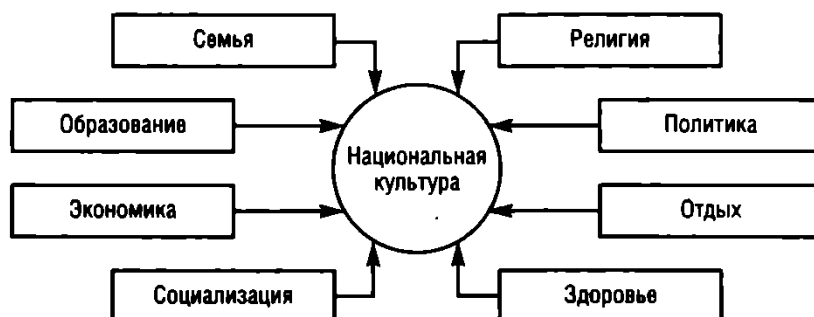 Семья
Религия
Образование
Политика
Национальная
культура
Экономика
Отдых
Социализация
Здоровье